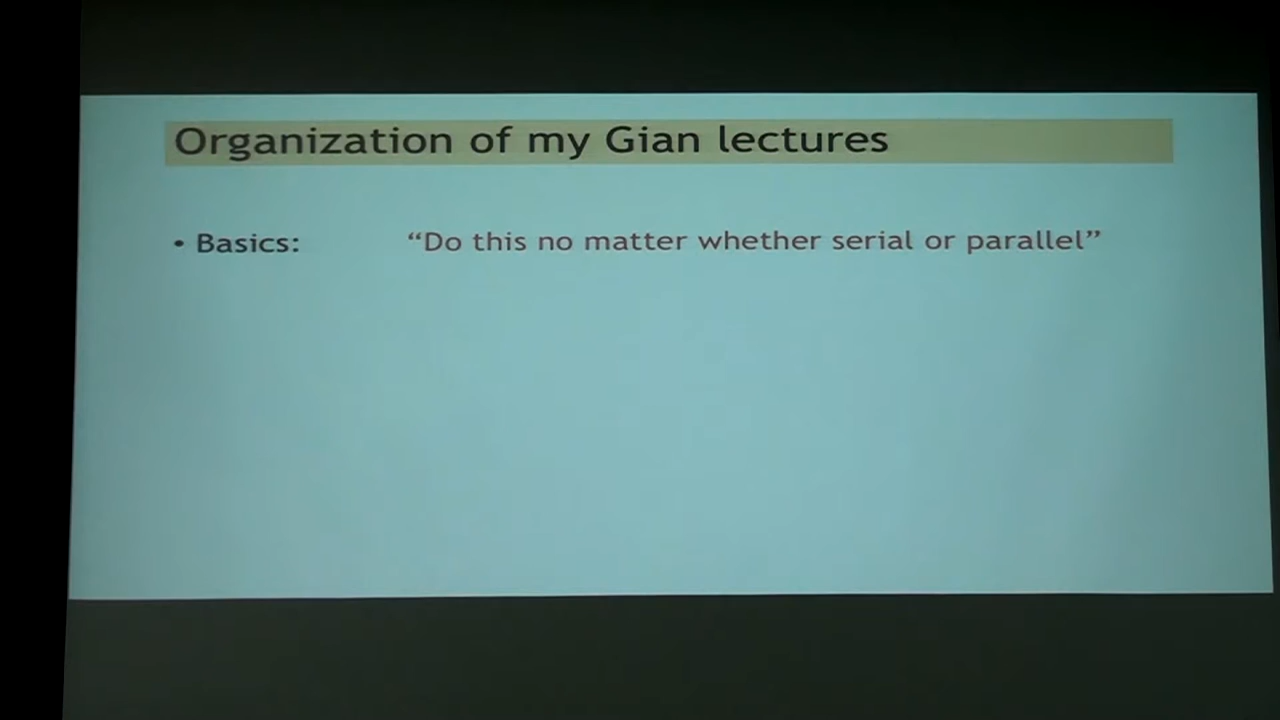 Organization of my Gian lectures
• Basics: “Do this no matter whether serial or parallel”